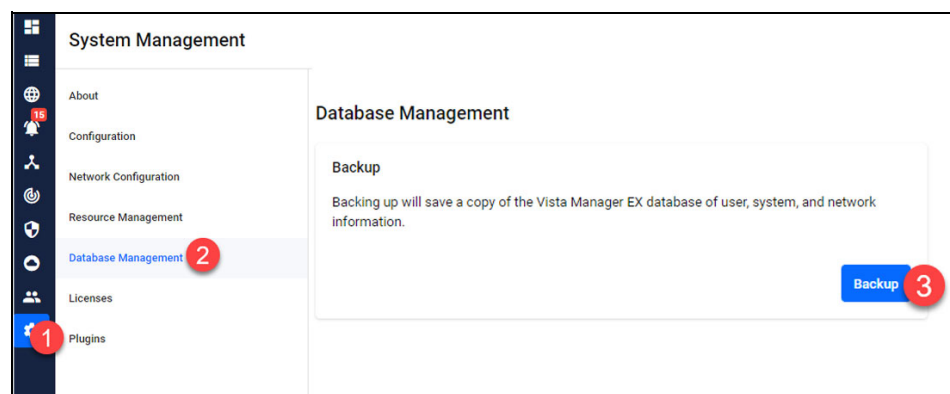 System Management
15
About
Configuration
Network Configuration
Resource Management
Database Management 2
Licenses
1
Plugins
Database Management
Backup
Backing up will save a copy of the Vista Manager EX database of user, system, and network
information.
Backup 3